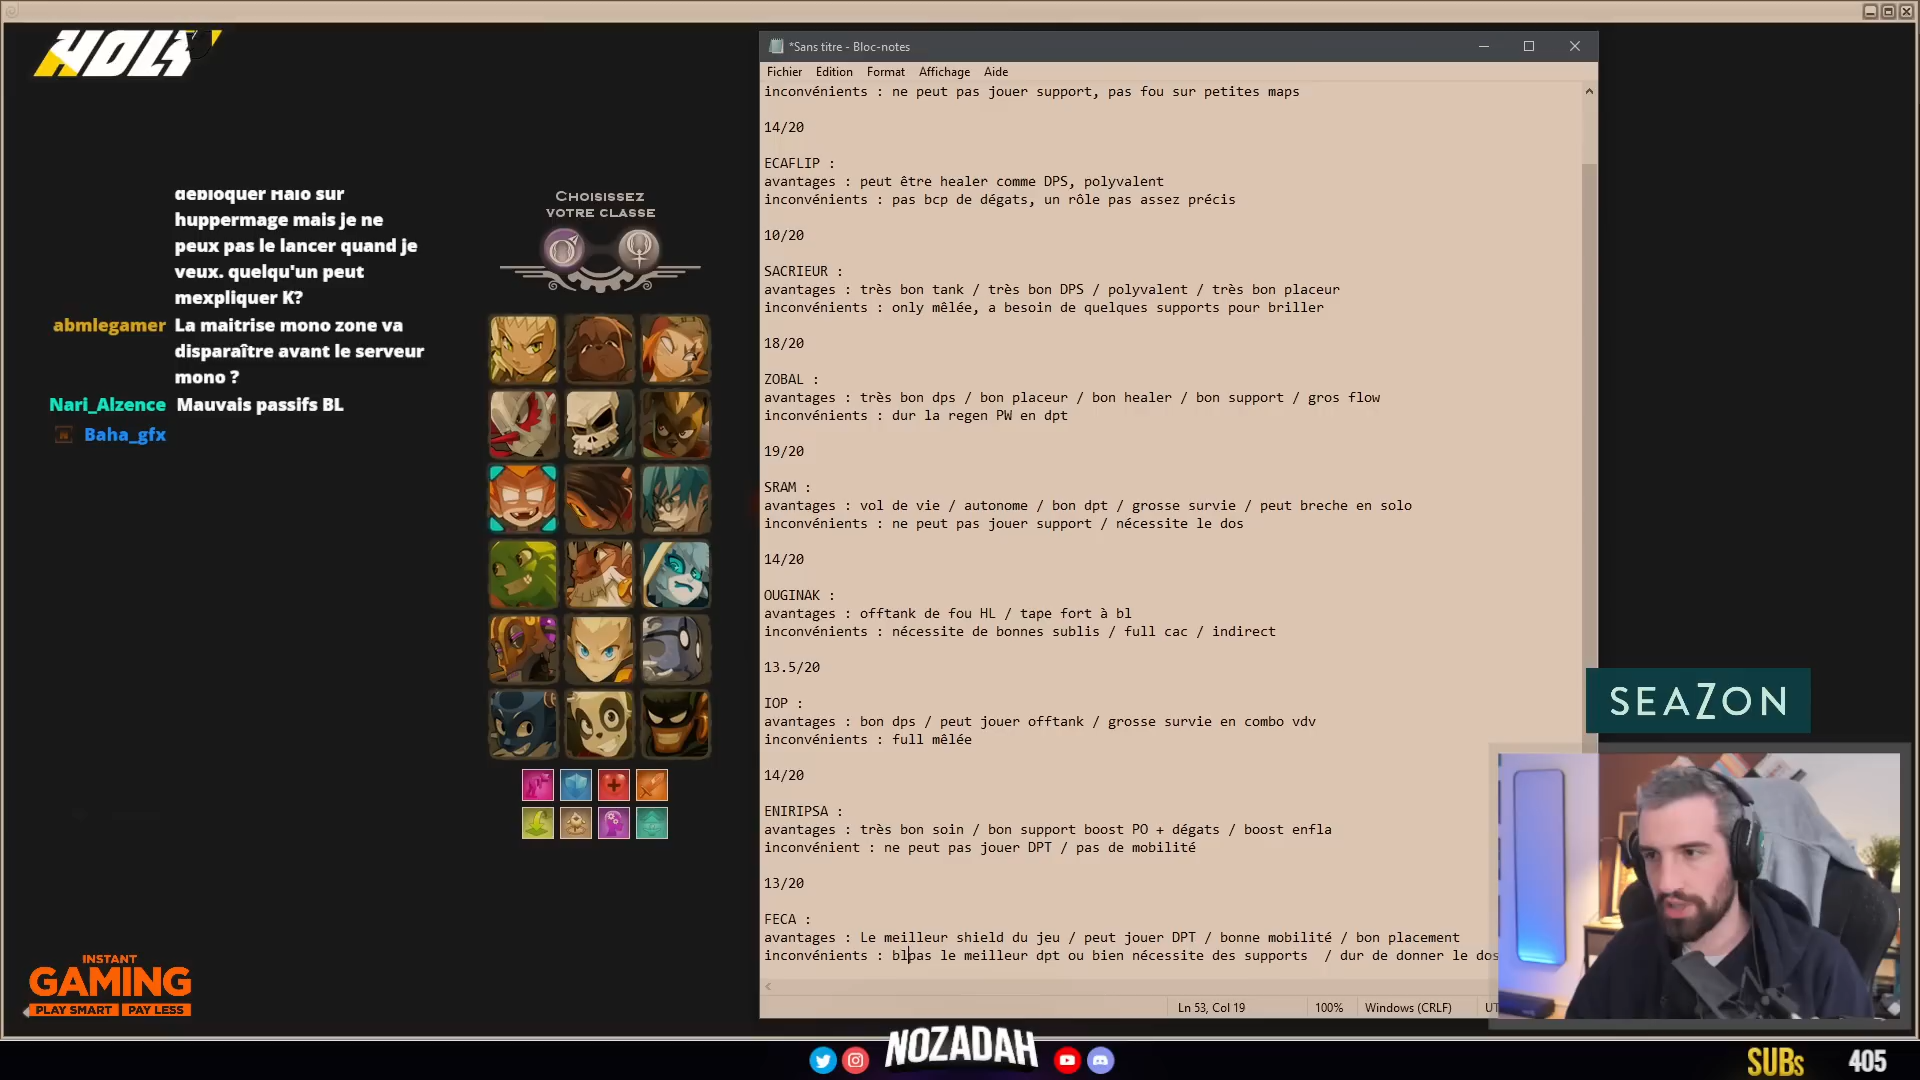 HOLY
*Sans titre - Bloc-notes
Fichier Edition Format Affichage Aide
inconvénients : ne peut pas jouer support, pas fou sur petites maps
14/20
ECAFLIP :
avantages : peut être healer comme DPS, polyvalent
inconvénients : pas bcp de dégats, un rôle pas assez précis
10/20
SACRIEUR :
avantages : très bon tank / très bon DPS / polyvalent / très bon placeur
inconvénients : only mêlée, a besoin de quelques supports pour briller
18/20
ZOBAL :
avantages : très bon dps / bon placeur / bon healer / bon support / gros flow
inconvénients : dur la regen PW en dpt
19/20
SRAM :
avantages : vol de vie / autonome / bon dpt / grosse survie / peut breche en solo
inconvénients : ne peut pas jouer support / nécessite le dos
14/20
OUGINAK :
avantages : offtank de fou HL / tape fort à bl
inconvénients : nécessite de bonnes sublis / full cac / indirect
13.5/20
IOP :
avantages : bon dps / peut jouer offtank / grosse survie en combo vdv
inconvénients : full mêlée
14/20
ENIRIPSA :
avantages : très bon soin / bon support boost PO + dégats / boost enfla
inconvénient : ne peut pas jouer DPT / pas de mobilité
13/20
FECA :
avantages : Le meilleur shield du jeu / peut jouer DPT / bonne mobilité / bon placement
inconvénients : blpas le meilleur dpt ou bien nécessite des supports / dur de donner le dos
Ln 53, Col 19 100% Windows (CRLF) UT
débloquer Halo sur
huppermage mais je ne
peux pas le lancer quand je
veux. quelqu'un peut
mexpliquer K?
abmlegamer La maitrise mono zone va
disparaître avant le serveur
mono ?
Nari_Alzence Mauvais passifs BL
Baha_gfx
CHOISISSEZ
VOTRE CLASSE
INSTANT
GAMING
PLAY SMART PAY LESS
SEAZON
NOZADAH
SUBs 405